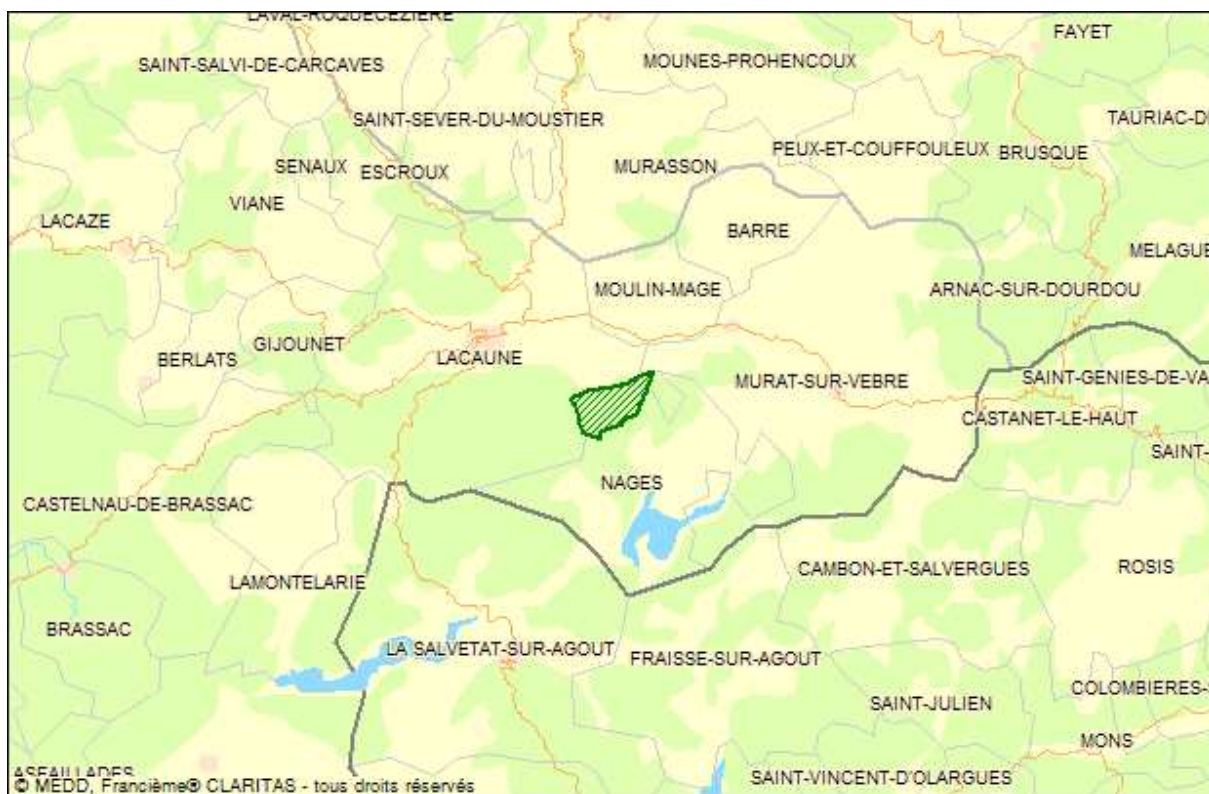 LAVAL-ROQUECEZIERE
FAYET
SAINT-SALVI-DE-CARCAVES
MOUNES-PROHENCOUX
SAINT-SEVER-DU-MOUSTIER
TAURIAC-D
PEUX-ET-COUFFOULEUX
BRUSQUE
SENAUX
ESCROUX
MURASSON
VIANE
LACAZE
BARRE
MELAGUE
MOULIN-MAGE
ARNAC-SUR-DOURDOU
GIJOUNET
BERLATS
LACAUNE
MURAT-SUR-VEBRE
SAINT-GENIES-DE-VA
CASTANET-LE-HAUT
SAINT-
NAGES
CASTELNAU-DE-BRASSAC
CAMBON-ET-SALVERGUES
ROSIS
LAMONTELARIE
BRASSAC
LA SALVETAT-SUR-AGOUT
FRAISSE-SUR-AGOUT
SAINT-JULIEN
COLOMBIERES-S
MONS
SAINT-VINCENT-D'OLARGUES
© MEDD, Francième® CLARITAS - tous droits réservés